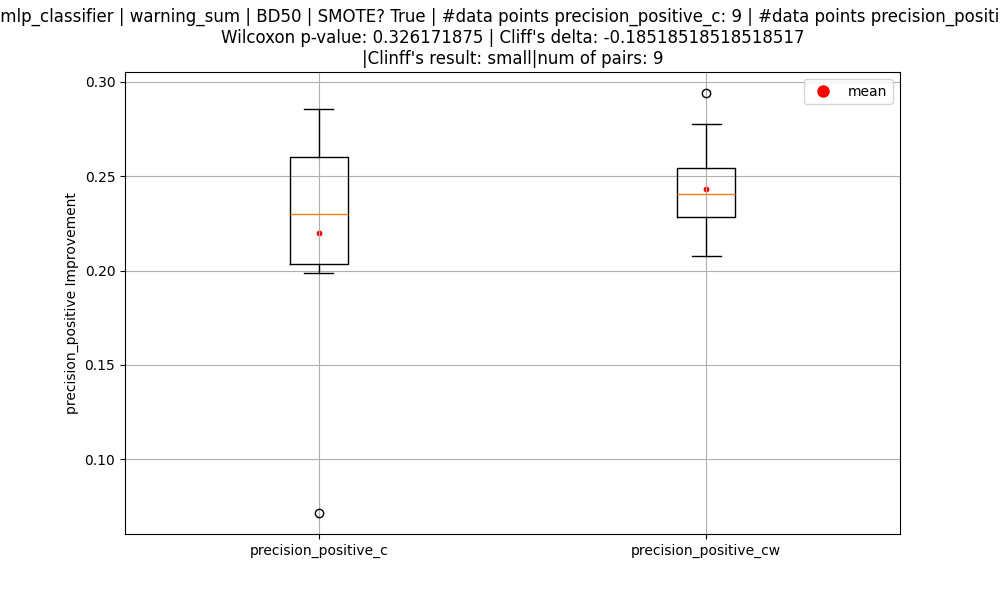 mlp_classifier | warning_sum | BD50 | SMOTE? True | #data points precision_positive_c: 9 | #data points
Wilcoxon p-value: 0.326171875 | Cliff's delta: -0.18518518518518517
|Clinff's result: small|num of pairs: 9
mean
0.30
0.25
0.20
0.15
0.10
precision_positive Improvement
precision_positive_c
precision_positive_cw